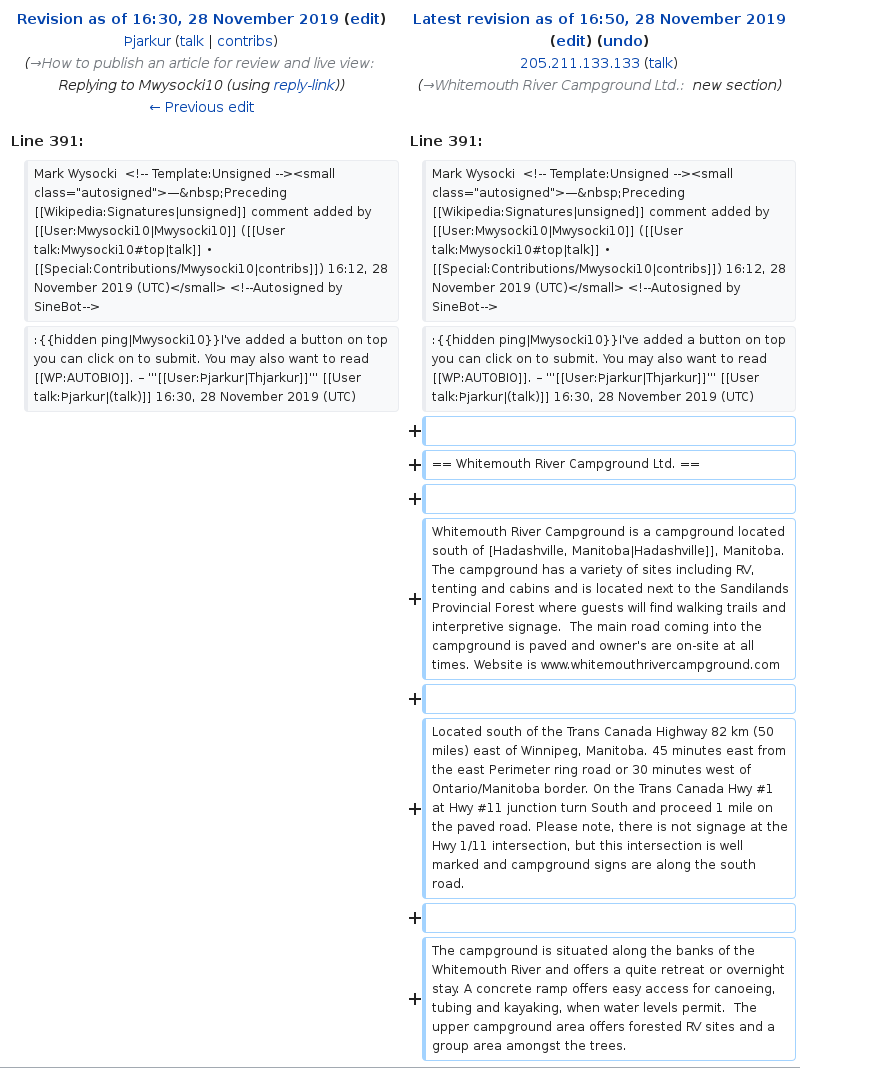 Revision as of 16:30, 28 November 2019 (edit)
Þjarkur (talk | contribs)
(→How to publish an article for review and live view:
Replying to Mwysocki10 (using reply-link))
← Previous edit
Latest revision as of 16:50, 28 November 2019
(edit) (undo)
205.211.133.133 (talk)
(→Whitemouth River Campground Ltd.: new section)
Line 391:
Line 391:
Mark Wysocki <!-- Template:Unsigned --><small
class="autosigned">—&nbsp;Preceding
[[Wikipedia:Signatures|unsigned]] comment added by
[[User:Mwysocki10|Mwysocki10]] ([[User
talk:Mwysocki10#top|talk]] •
[[Special:Contributions/Mwysocki10|contribs]]) 16:12, 28
November 2019 (UTC)</small> <!--Autosigned by
SineBot-->
Mark Wysocki <!-- Template:Unsigned --><small
class="autosigned">—&nbsp;Preceding
[[Wikipedia:Signatures|unsigned]] comment added by
[[User:Mwysocki10|Mwysocki10]] ([[User
talk:Mwysocki10#top|talk]] •
[[Special:Contributions/Mwysocki10|contribs]]) 16:12, 28
November 2019 (UTC)</small> <!--Autosigned by
SineBot-->
:{{hidden ping|Mwysocki10}}I've added a button on top
you can click on to submit. You may also want to read
[[WP:AUTOBIO]]. – '''[[User:Þjarkur|Thjarkur]]''' [[User
talk:Þjarkur|(talk)]] 16:30, 28 November 2019 (UTC)
:{{hidden ping|Mwysocki10}}I've added a button on top
you can click on to submit. You may also want to read
[[WP:AUTOBIO]]. – '''[[User:Þjarkur|Thjarkur]]''' [[User
talk:Þjarkur|(talk)]] 16:30, 28 November 2019 (UTC)
+
+ == Whitemouth River Campground Ltd. ==
+
+ Whitemouth River Campground is a campground located
south of [Hadashville, Manitoba|Hadashville]], Manitoba.
The campground has a variety of sites including RV,
tenting and cabins and is located next to the Sandilands
Provincial Forest where guests will find walking trails and
interpretive signage. The main road coming into the
campground is paved and owner's are on-site at all
times. Website is www.whitemouthrivercampground.com
+
+ Located south of the Trans Canada Highway 82 km (50
miles) east of Winnipeg, Manitoba. 45 minutes east from
the east Perimeter ring road or 30 minutes west of
Ontario/Manitoba border. On the Trans Canada Hwy #1
at Hwy #11 junction turn South and proceed 1 mile on
the paved road. Please note, there is not signage at the
Hwy 1/11 intersection, but this intersection is well
marked and campground signs are along the south
road.
+
+ The campground is situated along the banks of the
Whitemouth River and offers a quite retreat or overnight
stay. A concrete ramp offers easy access for canoeing,
tubing and kayaking, when water levels permit. The
upper campground area offers forested RV sites and a
group area amongst the trees.